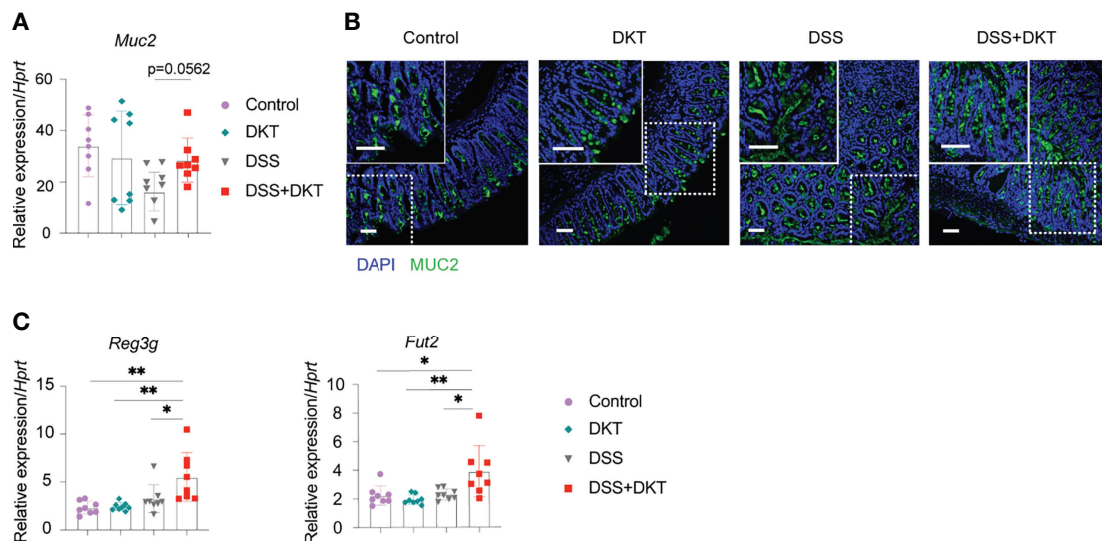 A
Muc2
p=0.0562
Relative expression/Hprt
60
40
20
0
Control
DKT
DSS
DSS+DKT
B
Control
DKT
DSS
DSS+DKT
DAPI MUC2
C
Reg3g
**
**
*
Relative expression/Hprt
15
10
5
0
Fut2
*
**
*
Relative expression/Hprt
10
8
6
4
2
0
Control
DKT
DSS
DSS+DKT